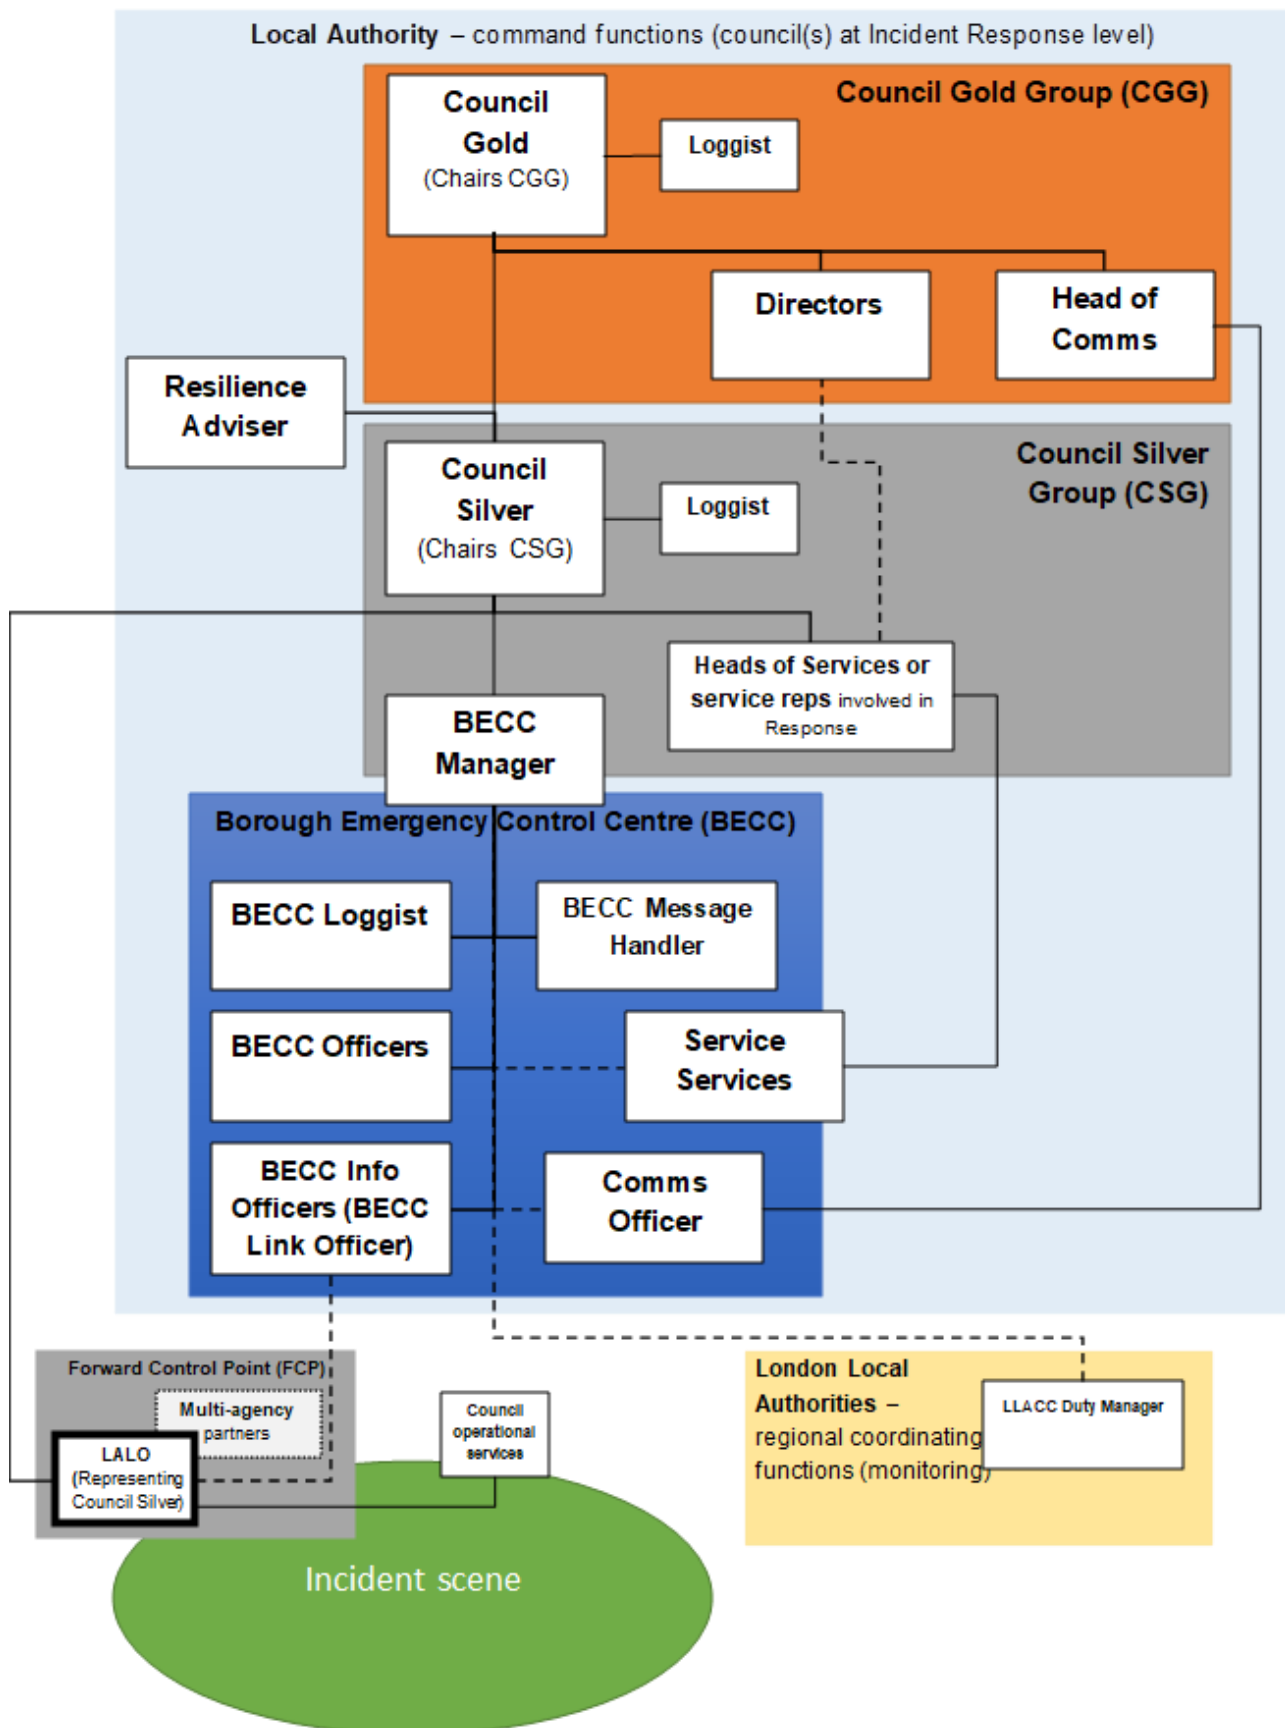 Local Authority – command functions (council(s) at Incident Response level)
Council Gold Group (CGG)
Council
Gold
(Chairs CGG)
Loggist
Directors
Head of
Comms
Resilience
Adviser
Council Silver
Group (CSG)
Council
Silver
(Chairs CSG)
Loggist
Heads of Services or
service reps involved in
Response
BECC
Manager
Borough Emergency Control Centre (BECC)
BECC Loggist
BECC Message
Handler
BECC Officers
Service
Services
BECC Info
Officers (BECC
Link Officer)
Comms
Officer
Forward Control Point (FCP)
Multi-agency
partners
LALO
(Representing
Council Silver)
Council
operational
services
London Local
Authorities –
regional coordinating
functions (monitoring)
LLACC Duty Manager
Incident scene